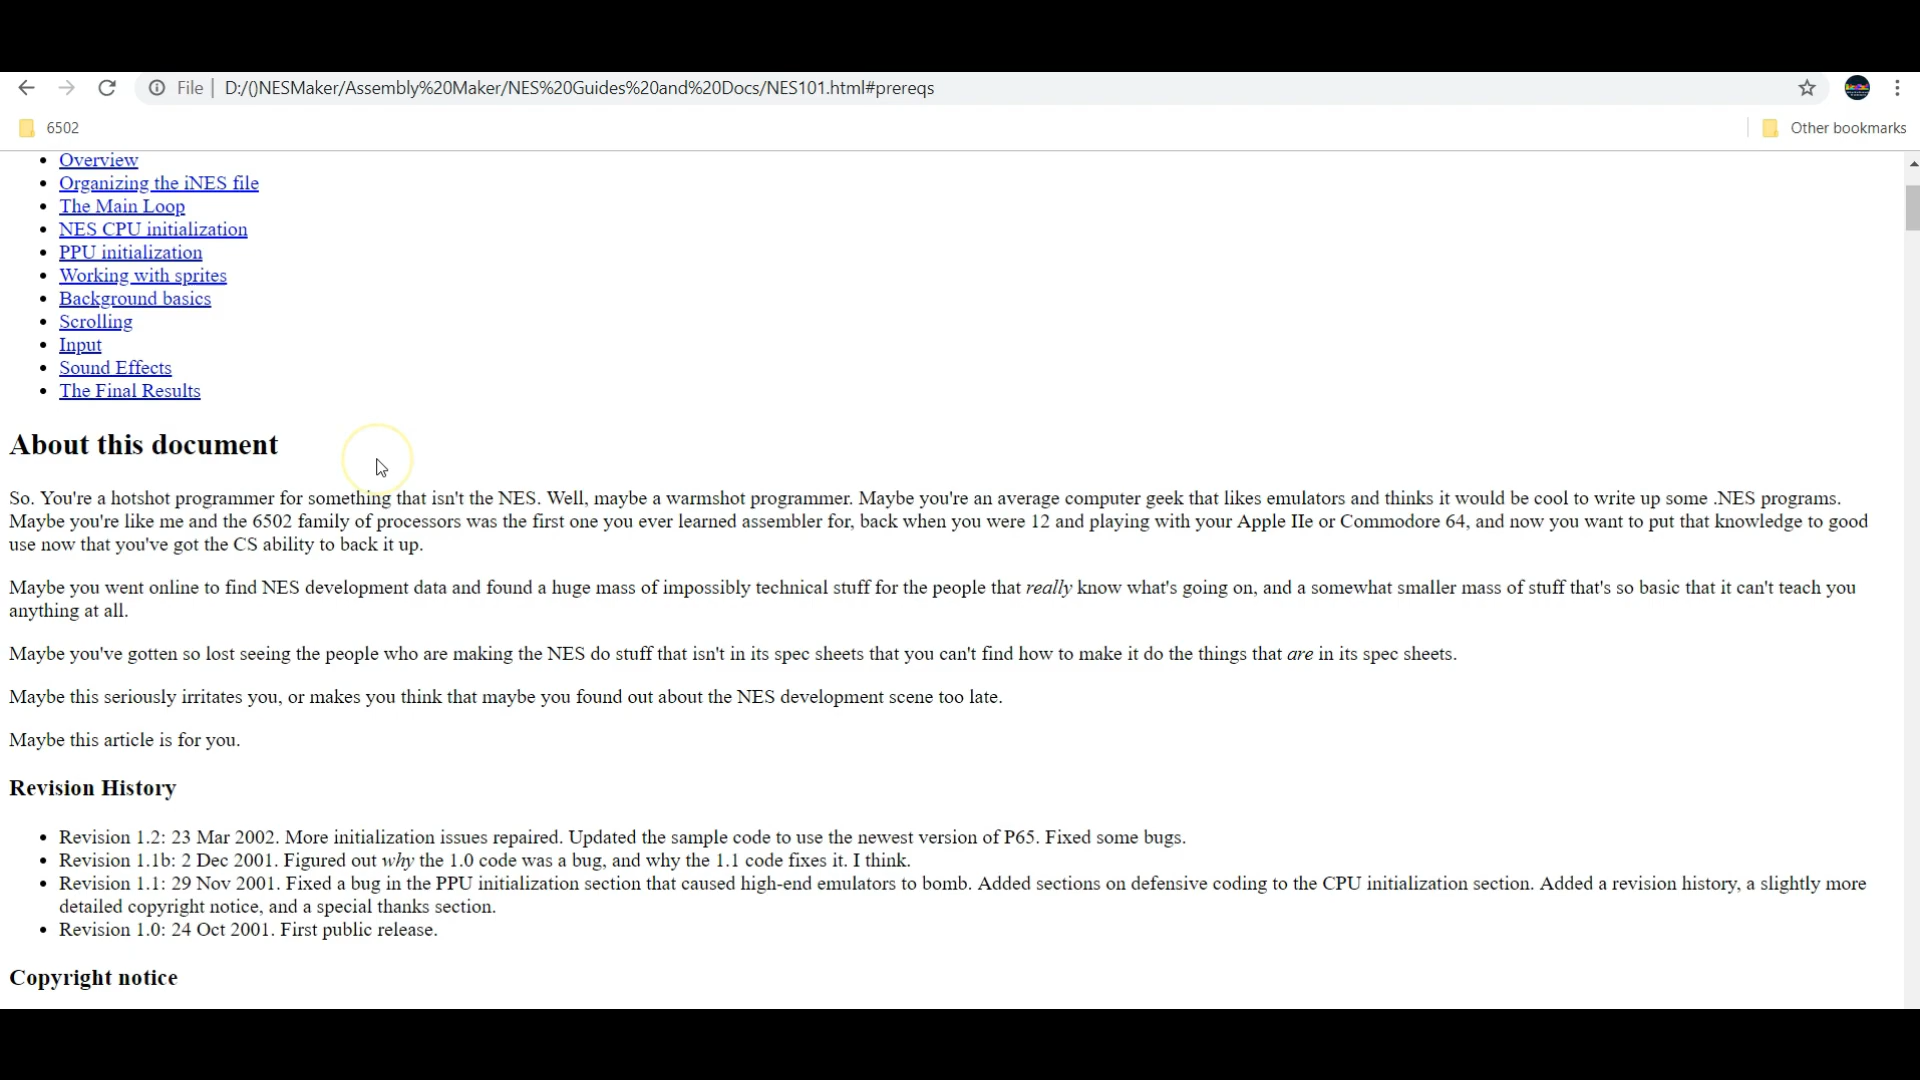 File | D:/()NESMaker/Assembly%20Maker/NES%20Guides%20and%20Docs/NES101.html#prereqs
6502
Other bookmarks
Overview
Organizing the iNES file
The Main Loop
NES CPU initialization
PPU initialization
Working with sprites
Background basics
Scrolling
Input
Sound Effects
The Final Results
About this document
So. You're a hotshot programmer for something that isn't the NES. Well, maybe a warmshot programmer. Maybe you're an average computer geek that likes emulators and thinks it would be cool to write up some .NES programs.
Maybe you're like me and the 6502 family of processors was the first one you ever learned assembler for, back when you were 12 and playing with your Apple IIe or Commodore 64, and now you want to put that knowledge to good
use now that you've got the CS ability to back it up.
Maybe you went online to find NES development data and found a huge mass of impossibly technical stuff for the people that really know what's going on, and a somewhat smaller mass of stuff that's so basic that it can't teach you
anything at all.
Maybe you've gotten so lost seeing the people who are making the NES do stuff that isn't in its spec sheets that you can't find how to make it do the things that are in its spec sheets.
Maybe this seriously irritates you, or makes you think that maybe you found out about the NES development scene too late.
Maybe this article is for you.
Revision History
Revision 1.2: 23 Mar 2002. More initialization issues repaired. Updated the sample code to use the newest version of P65. Fixed some bugs.
Revision 1.1b: 2 Dec 2001. Figured out why the 1.0 code was a bug, and why the 1.1 code fixes it. I think.
Revision 1.1: 29 Nov 2001. Fixed a bug in the PPU initialization section that caused high-end emulators to bomb. Added sections on defensive coding to the CPU initialization section. Added a revision history, a slightly more
detailed copyright notice, and a special thanks section.
Revision 1.0: 24 Oct 2001. First public release.
Copyright notice